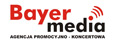 Bayer
media
AGENCJA PROMOCYJNO - KONCERTOWA